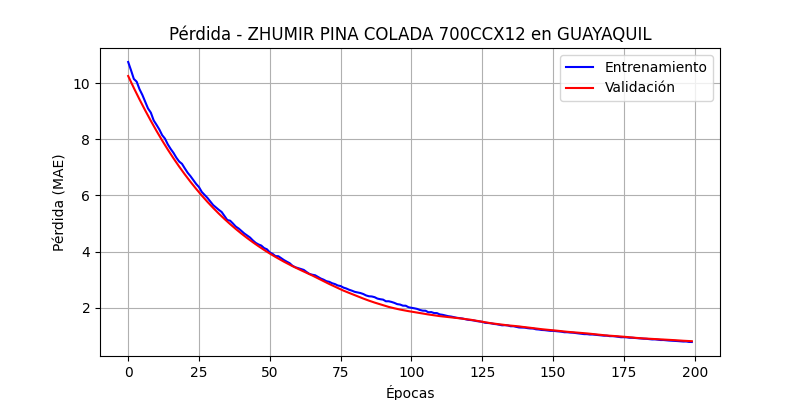 Pérdida - ZHUMIR PINA COLADA 700CCX12 en GUAYAQUIL
Entrenamiento
Validación
Pérdida (MAE)
10
8
6
4
2
0 25 50 75 100 125 150 175 200
Épocas